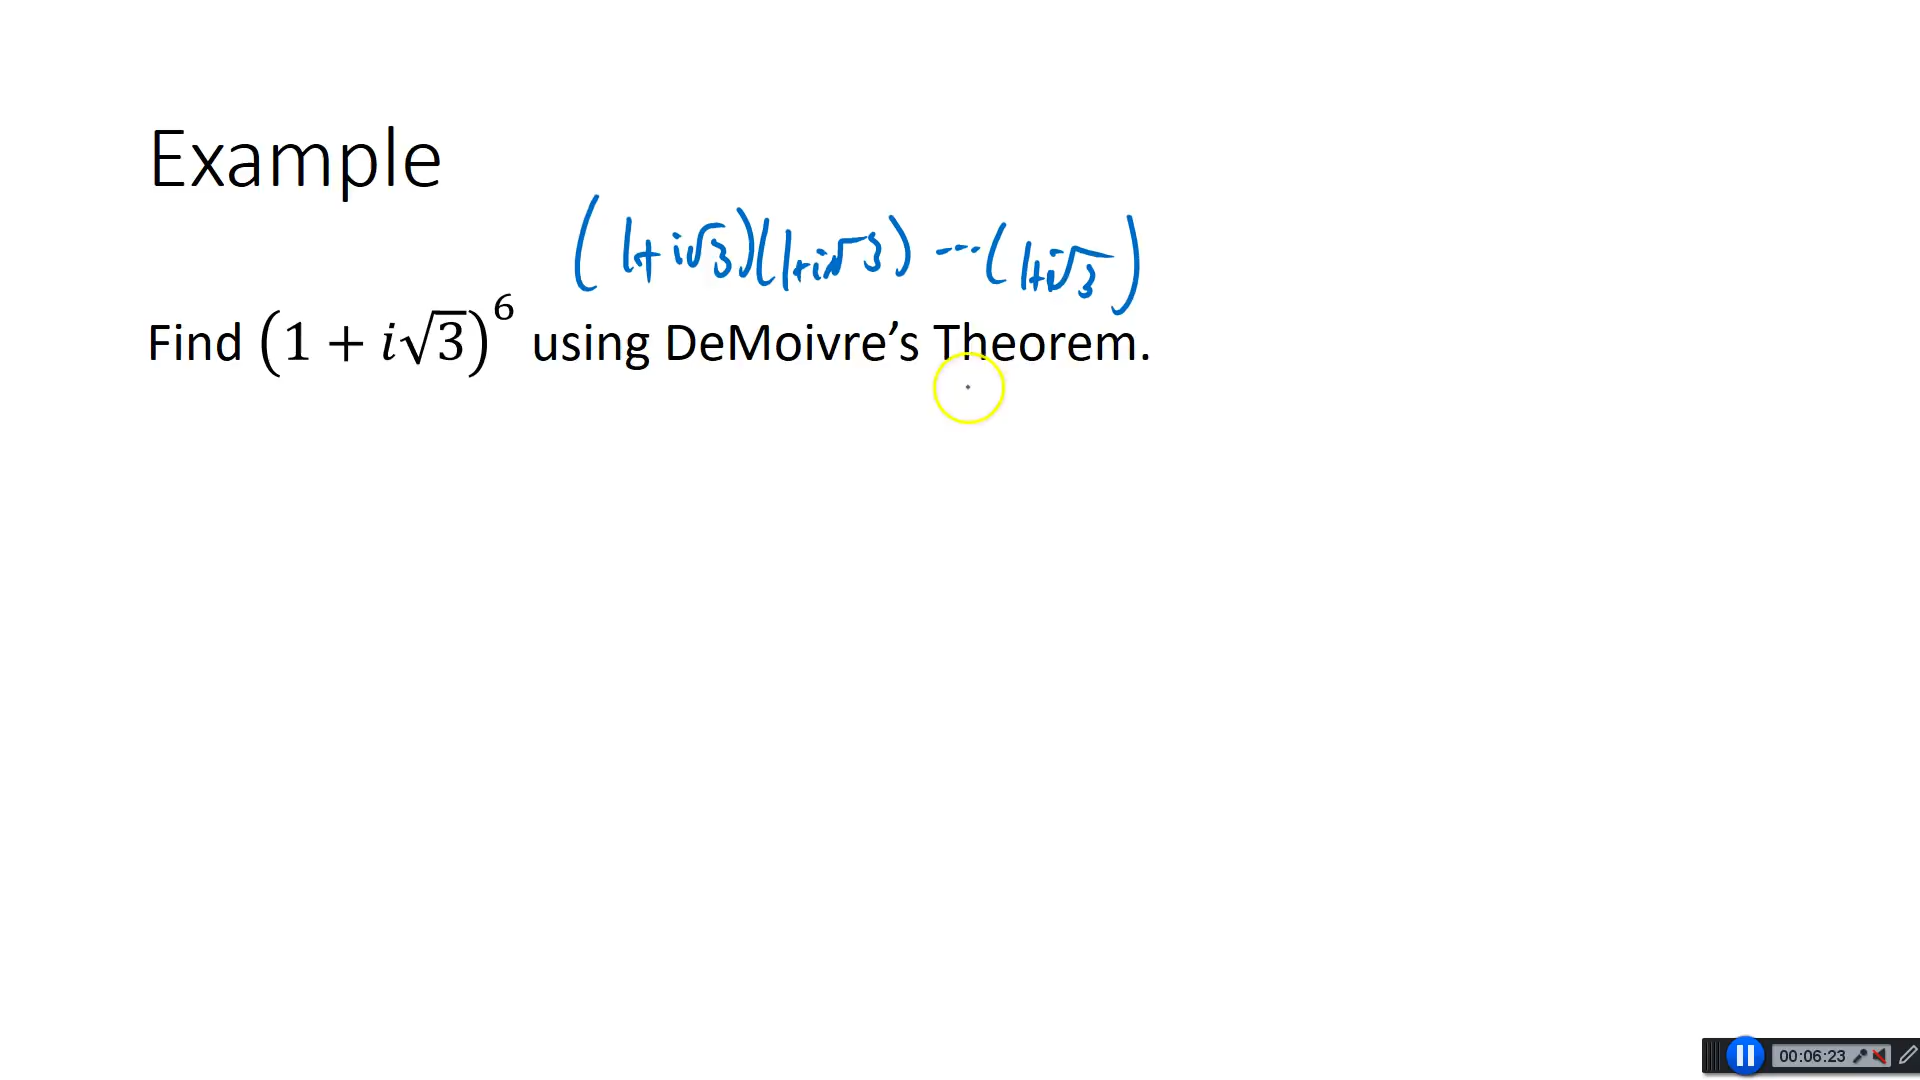 Example
(1+i√3)(1+i√3) ---(1+i√3)
Find (1 + i√3)⁶ using DeMoivre’s Theorem.
00:06:23